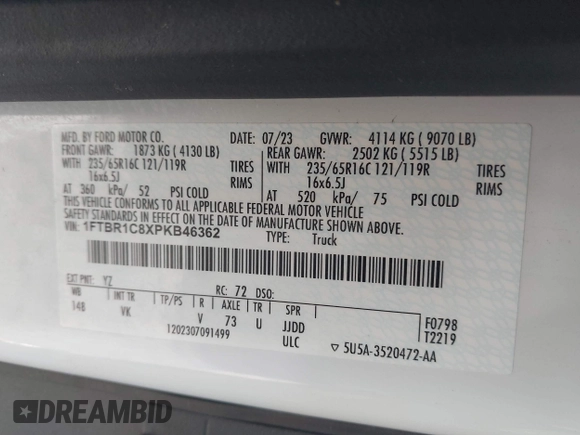 MFD. BY FORD MOTOR CO. DATE: 07/23 GVWR: 4114 KG ( 9070 LB)
FRONT GAWR: 1873 KG ( 4130 LB) REAR GAWR: 2502 KG ( 5515 LB)
WITH 235/65R16C 121/119R TIRES WITH 235/65R16C 121/119R TIRES
16x6.5J RIMS 16x6.5J RIMS
AT 360 kPa/ 52 PSI COLD AT 520 kPa/ 75 PSI COLD
THIS VEHICLE CONFORMS TO ALL APPLICABLE FEDERAL MOTOR VEHICLE
SAFETY STANDARDS IN EFFECT ON THE DATE OF MANUFACTURE SHOWN ABOVE.
VIN: 1FTBR1C8XPKB46362 TYPE: Truck
EXT PNT: YZ RC: 72 DSO:
WB INT TR TP/PS R AXLE TR SPR
148 VK V 73 U JJDD
F0798
1202307091499 ULC
T2219
▽ 5U5A-3520472-AA
DREAMBID